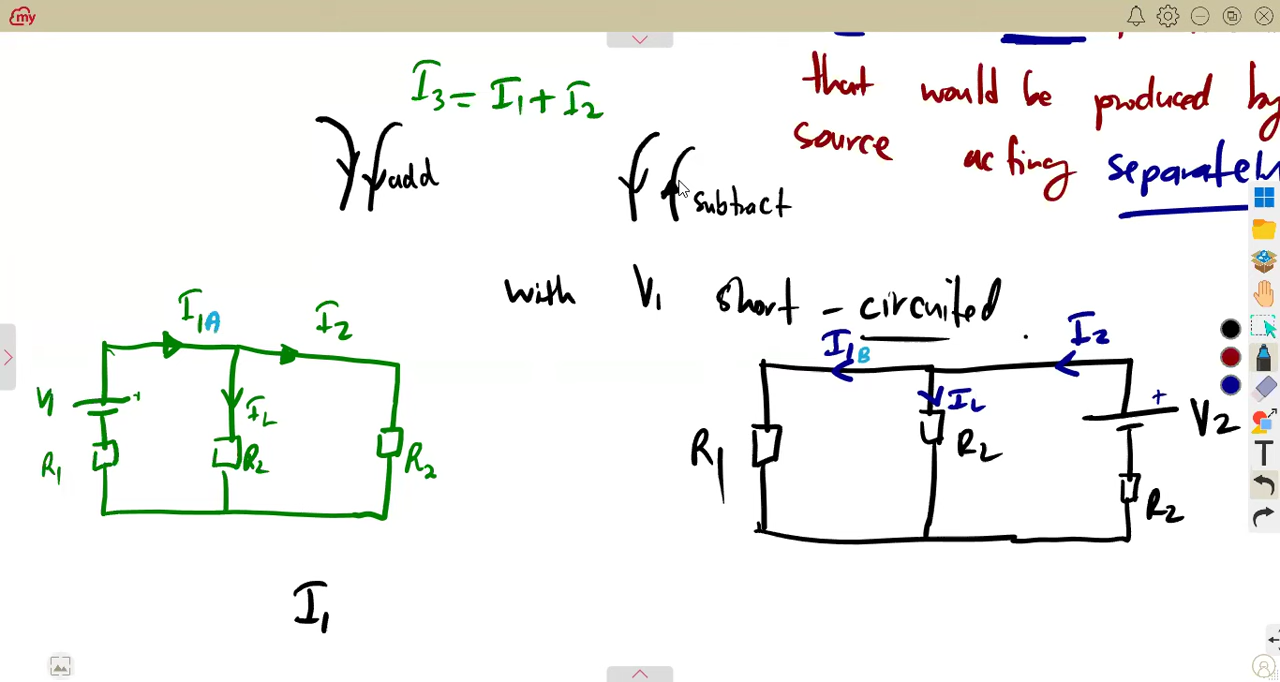 my
I3 = I1 + I2
that would be produced by
add
source acting separately
subtract
with V1 short - circuited
I1A
I2
V1
+
IL
R1
R2
R2
I1B
I2
IL
+
V2
R1
R2
R2
I1
T